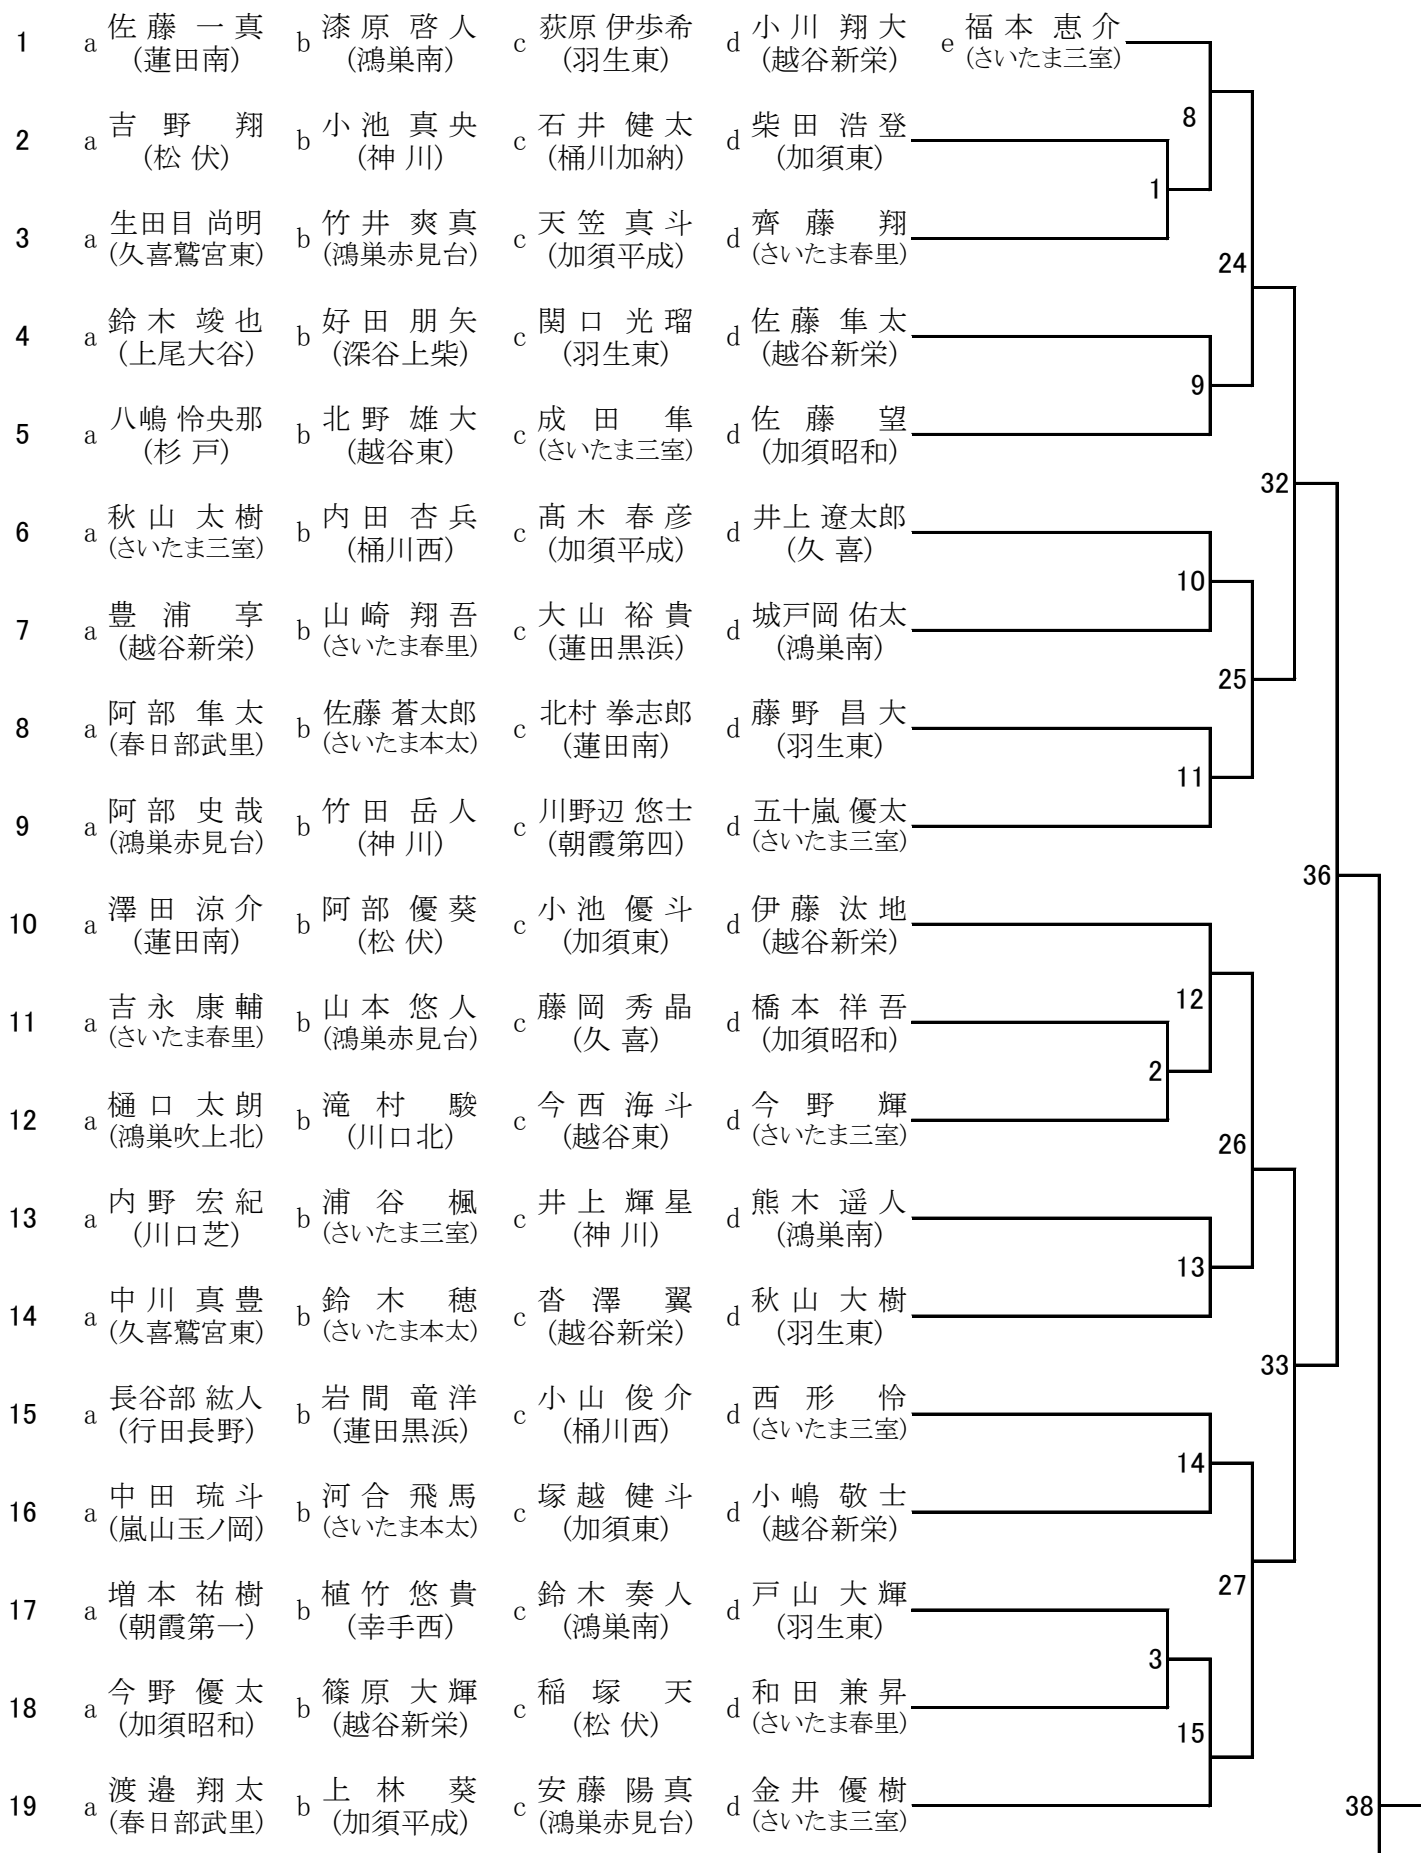 1 a 佐藤 一真 b 漆原 啓人 c 荻原 伊歩希 d 小川 翔大 e 福本 恵介
(蓮田南) (鴻巣南) (羽生東) (越谷新栄) (さいたま三室)
8
2 a 吉野 翔 b 小池 真央 c 石井 健太 d 柴田 浩登
(松伏) (神川) (桶川加納) (加須東)
1
3 a 生田目 尚明 b 竹井 爽真 c 天笠 真斗 d 齊藤 翔
(久喜鷲宮東) (鴻巣赤見台) (加須平成) (さいたま春里)
24
4 a 鈴木 竣也 b 好田 朋矢 c 関口 光瑠 d 佐藤 隼太
(上尾大谷) (深谷上柴) (羽生東) (越谷新栄)
9
5 a 八嶋 怜央那 b 北野 雄大 c 成田 隼 d 佐藤 望
(杉戸) (越谷東) (さいたま三室) (加須昭和)
32
6 a 秋山 太樹 b 内田 杏兵 c 髙木 春彦 d 井上 遼太郎
(さいたま三室) (桶川西) (加須平成) (久喜)
10
7 a 豊浦 享 b 山崎 翔吾 c 大山 裕貴 d 城戸岡 佑太
(越谷新栄) (さいたま春里) (蓮田黒浜) (鴻巣南)
25
8 a 阿部 隼太 b 佐藤 蒼太郎 c 北村 拳志郎 d 藤野 昌大
(春日部武里) (さいたま本太) (蓮田南) (羽生東)
11
9 a 阿部 史哉 b 竹田 岳人 c 川野辺 悠士 d 五十嵐 優太
(鴻巣赤見台) (神川) (朝霞第四) (さいたま三室)
36
10 a 澤田 涼介 b 阿部 優葵 c 小池 優斗 d 伊藤 汰地
(蓮田南) (松伏) (加須東) (越谷新栄)
12
11 a 吉永 康輔 b 山本 悠人 c 藤岡 秀晶 d 橋本 祥吾
(さいたま春里) (鴻巣赤見台) (久喜) (加須昭和)
2
12 a 樋口 太朗 b 滝村 駿 c 今西 海斗 d 今野 輝
(鴻巣吹上北) (川口北) (越谷東) (さいたま三室)
26
13 a 内野 宏紀 b 浦谷 楓 c 井上 輝星 d 熊木 遥人
(川口芝) (さいたま三室) (神川) (鴻巣南)
13
14 a 中川 真豊 b 鈴木 穂 c 沓澤 翼 d 秋山 大樹
(久喜鷲宮東) (さいたま本太) (越谷新栄) (羽生東)
33
15 a 長谷部 紘人 b 岩間 竜洋 c 小山 俊介 d 西形 怜
(行田長野) (蓮田黒浜) (桶川西) (さいたま三室)
14
16 a 中田 琉斗 b 河合 飛馬 c 塚越 健斗 d 小嶋 敬士
(嵐山玉ノ岡) (さいたま本太) (加須東) (越谷新栄)
27
17 a 増本 祐樹 b 植竹 悠貴 c 鈴木 奏人 d 戸山 大輝
(朝霞第一) (幸手西) (鴻巣南) (羽生東)
3
18 a 今野 優太 b 篠原 大輝 c 稲塚 天 d 和田 兼昇
(加須昭和) (越谷新栄) (松伏) (さいたま春里)
15
19 a 渡邉 翔太 b 上林 葵 c 安藤 陽真 d 金井 優樹
(春日部武里) (加須平成) (鴻巣赤見台) (さいたま三室)
38